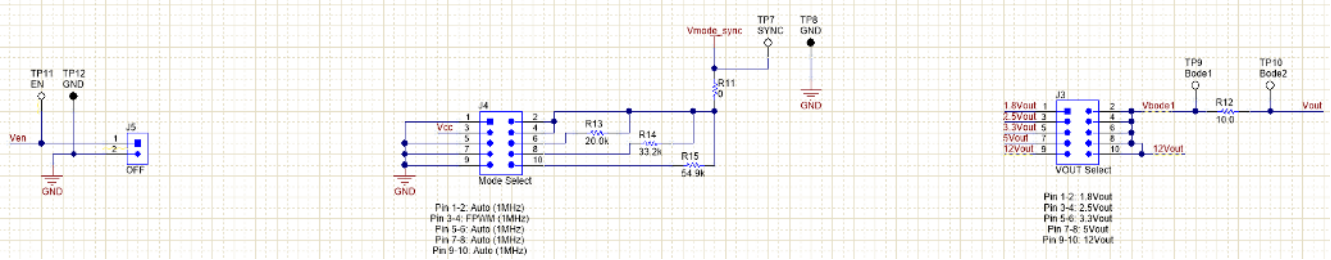 TP11
EN
TP12
GND
Ven
J5
1
2
OFF
GND
Vmode_sync
TP7
SYNC
TP8
GND
R11
0
GND
J4
Vcc
1
3
5
7
9
2
4
6
8
10
R13
20.0k
R14
33.2k
R15
54.9k
GND
Mode Select
Pin 1-2: Auto (1MHz)
Pin 3-4: FPWM (1MHz)
Pin 5-6: Auto (1MHz)
Pin 7-8: Auto (1MHz)
Pin 9-10: Auto (1MHz)
TP9
Bode1
TP10
Bode2
J3
1.8Vout 1
2.5Vout 3
3.3Vout 5
5Vout 7
12Vout 9
2
4
6
8
10
Vbode1
R12
10.0
Vout
12Vout
VOUT Select
Pin 1-2: 1.8Vout
Pin 3-4: 2.5Vout
Pin 5-6: 3.3Vout
Pin 7-8: 5Vout
Pin 9-10: 12Vout